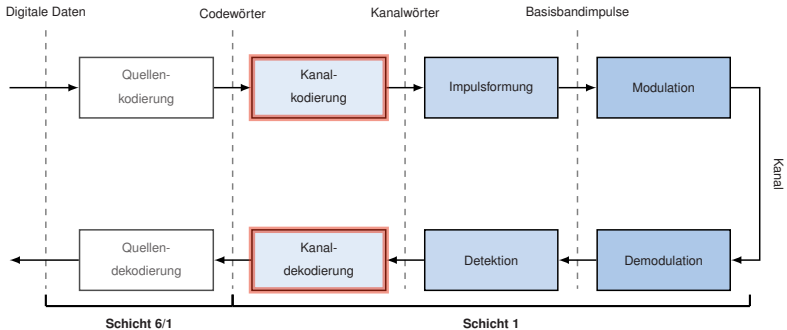 Digitale Daten
Codewörter
Kanalwörter
Basisbandimpulse
Quellen-
kodierung
Kanal-
kodierung
Impulsformung
Modulation
Kanal
Quellen-
dekodierung
Kanal-
dekodierung
Detektion
Demodulation
Schicht 6/1
Schicht 1